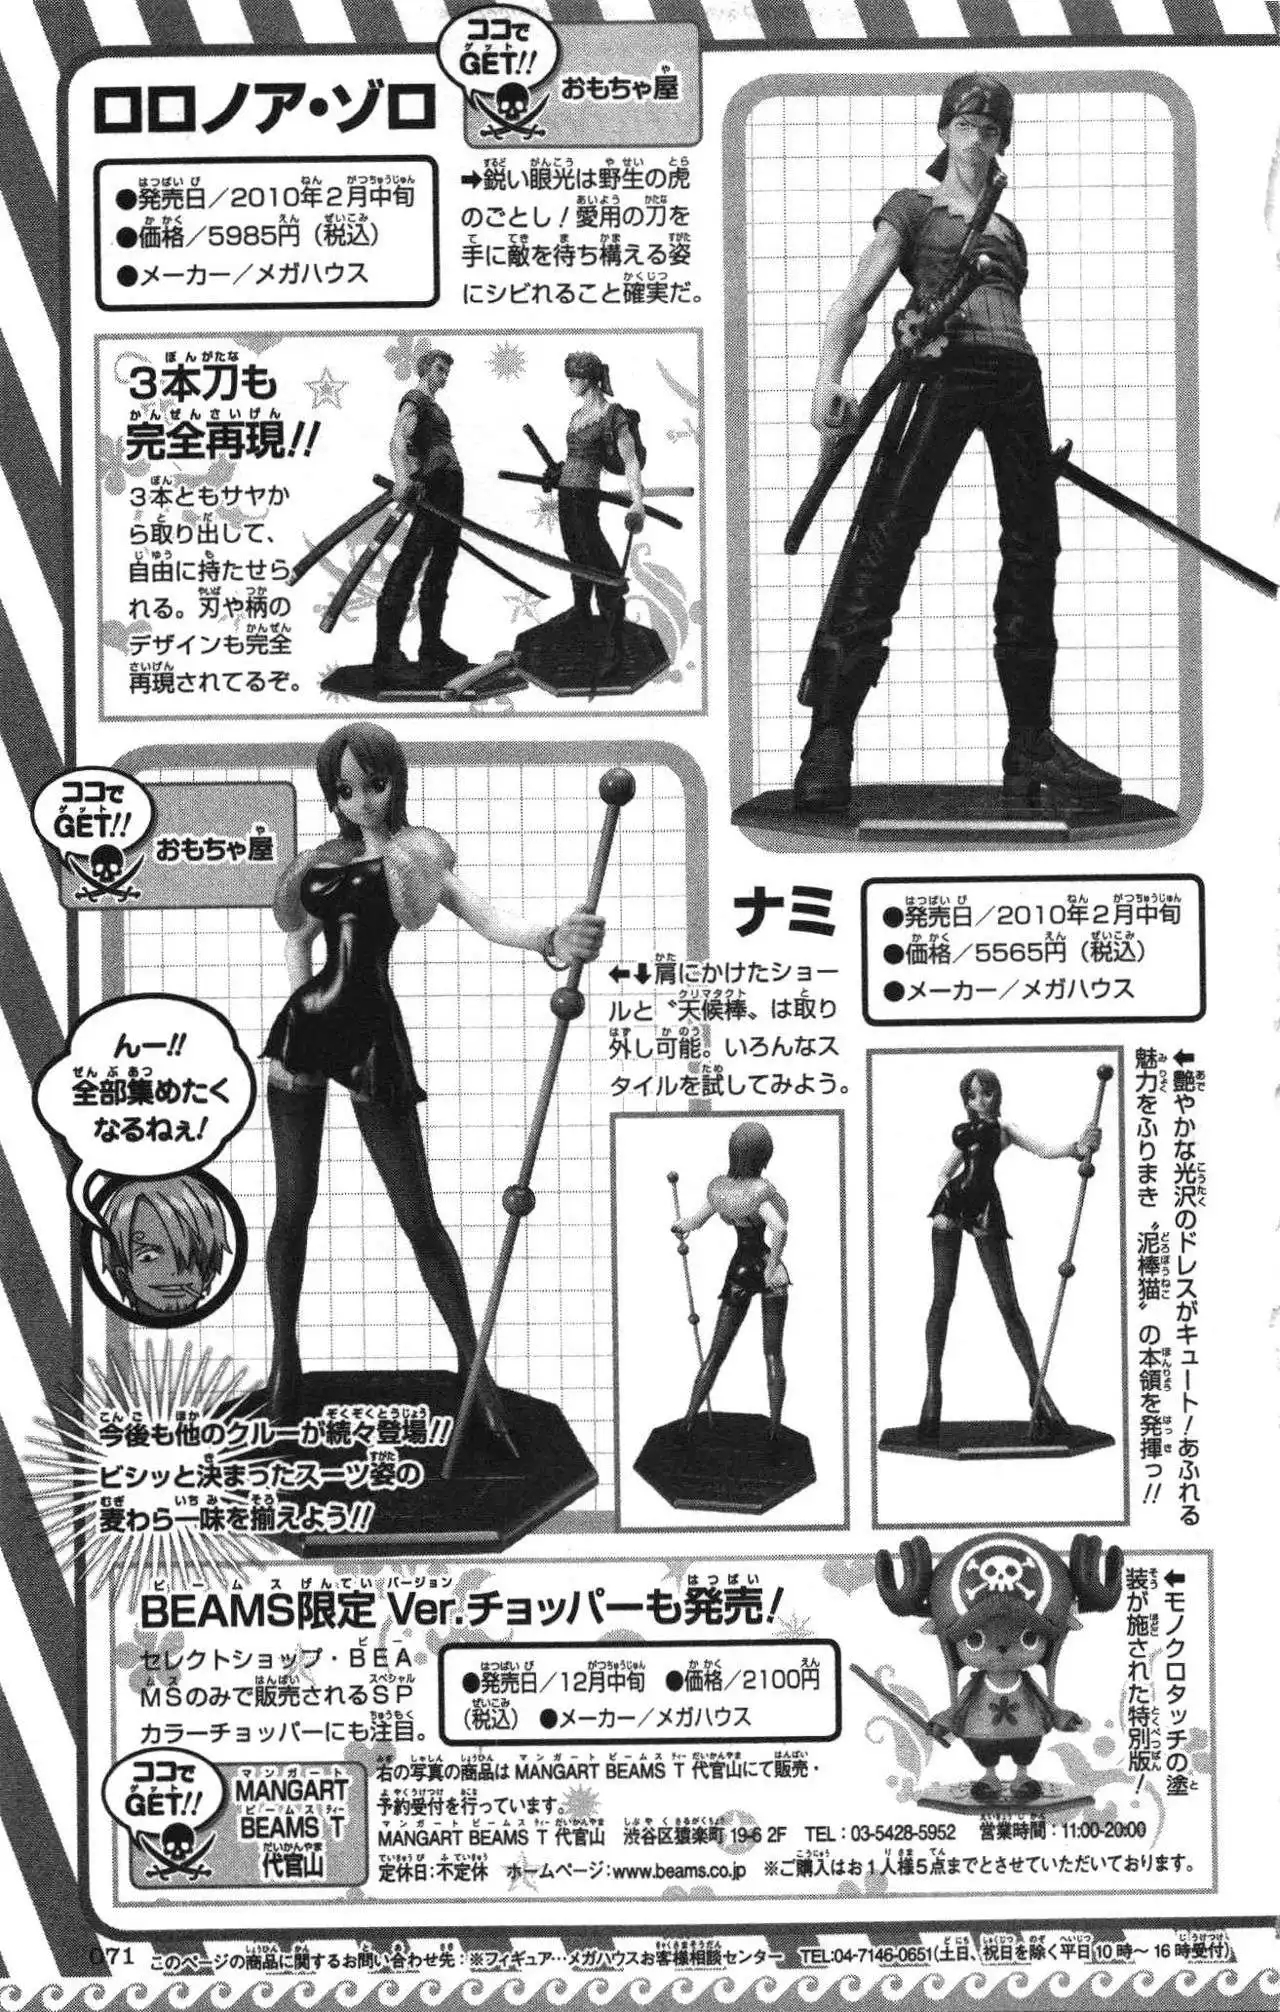 ココで
GET!!
おもちゃ屋
ロロノア・ゾロ
●発売日／2010年2月中旬
●価格／5985円（税込）
●メーカー／メガハウス
➡鋭い眼光は野生の虎
のごとし！愛用の刀を
手に敵を待ち構える姿
にシビれること確実だ。
3本刀も
完全再現!!
3本ともサヤか
ら取り出して、
自由に持たせら
れる。刃や柄の
デザインも完全
再現されてるぞ。
ココで
GET!!
おもちゃ屋
ナミ
●発売日／2010年2月中旬
●価格／5565円（税込）
●メーカー／メガハウス
⬅⬇肩にかけたショー
ルと〝天候棒〟は取り
外し可能。いろんなス
タイルを試してみよう。
⬅艶やかな光沢のドレスがキュート！あふれる
魅力をふりまき〝泥棒猫〟の本領を発揮っ!!
んー!!
全部集めたく
なるねぇ！
今後も他のクルーが続々登場!!
ビシッと決まったスーツ姿の
麦わら一味を揃えよう!!
BEAMS限定 Ver.チョッパーも発売！
セレクトショップ・BEA
MSのみで販売されるSP
カラーチョッパーにも注目。
●発売日／12月中旬　●価格／2100円
（税込）　●メーカー／メガハウス
⬅モノクロタッチの塗
装が施された特別版！
ココで
GET!!
MANGART
BEAMS T
代官山
右の写真の商品は MANGART BEAMS T 代官山にて販売・
予約受付を行っています。
MANGART BEAMS T 代官山　渋谷区猿楽町 19-6 2F　TEL：03-5428-5952　営業時間：11:00-20:00
定休日：不定休　ホームページ：www.beams.co.jp　※ご購入はお1人様5点までとさせていただいております。
071 このページの商品に関するお問い合わせ先：※フィギュア…メガハウスお客様相談センター　TEL:04-7146-0651(土日、祝日を除く平日10時～16時受付)